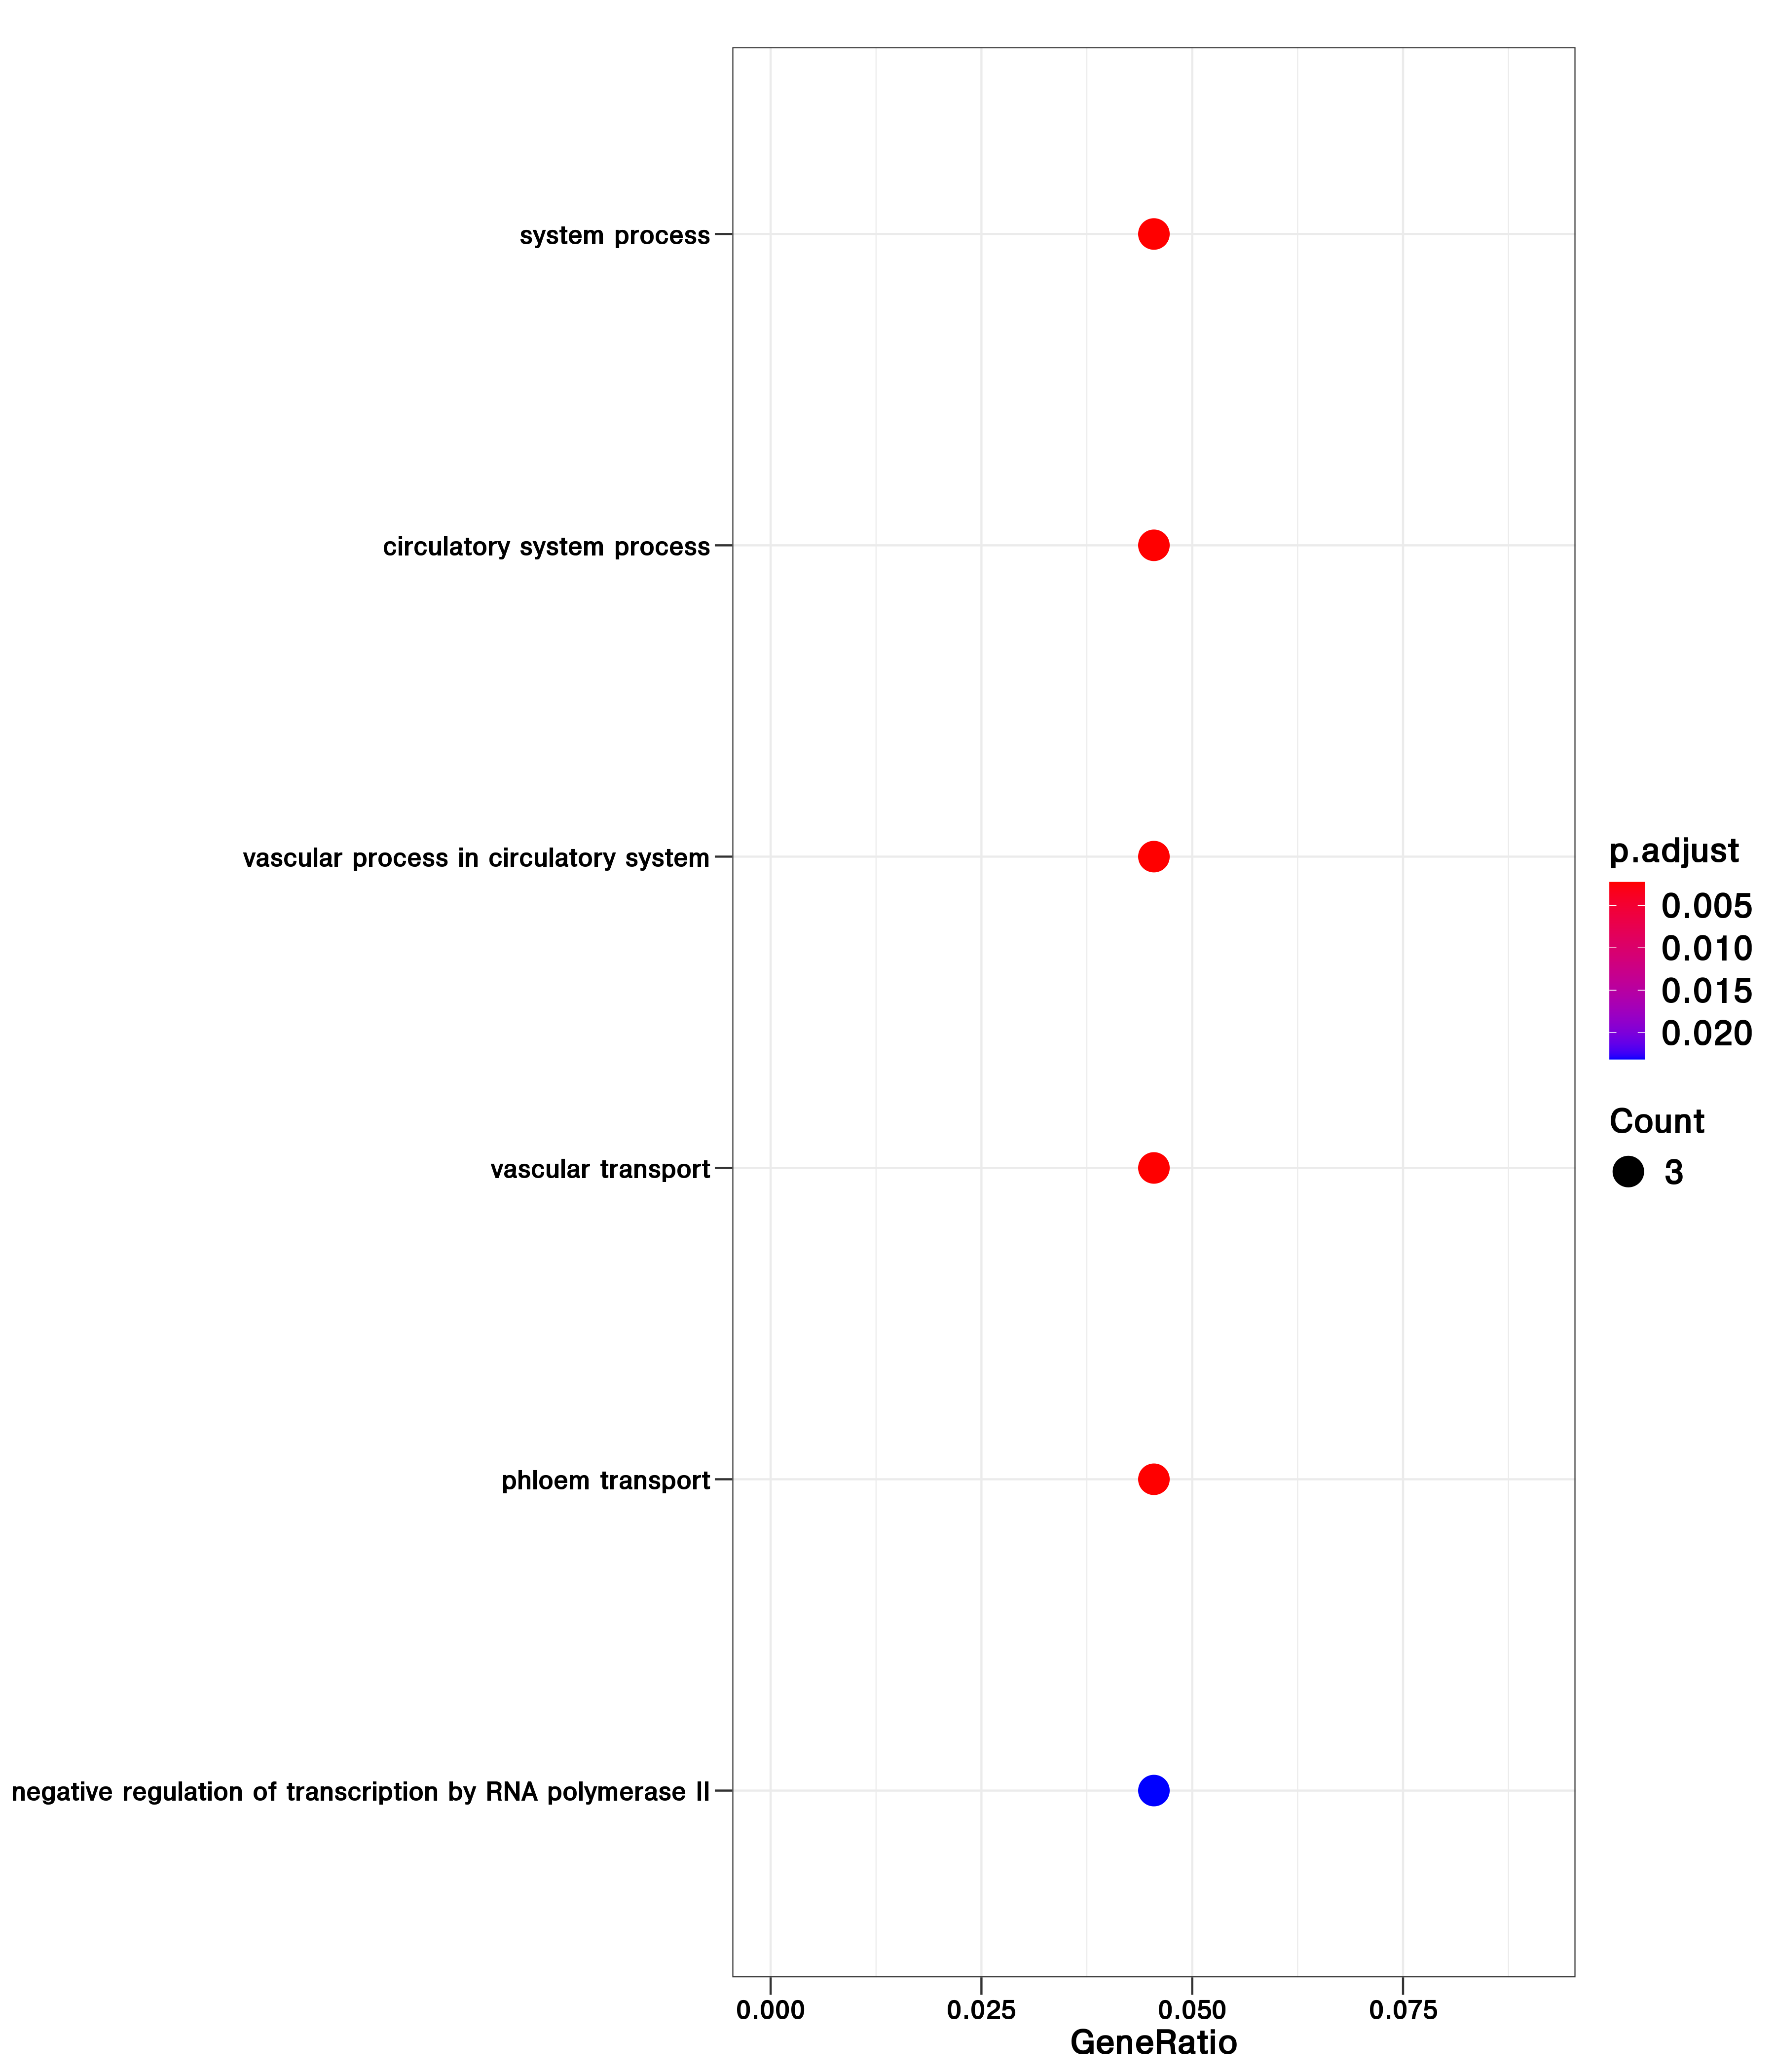 system process
circulatory system process
vascular process in circulatory system
vascular transport
phloem transport
negative regulation of transcription by RNA polymerase II
0.000 0.025 0.050 0.075
GeneRatio
p.adjust
0.005
0.010
0.015
0.020
Count
3